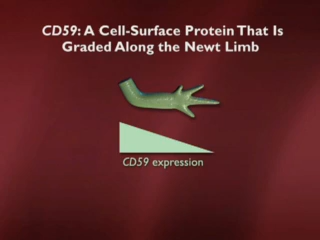 CD59: A Cell-Surface Protein That Is
Graded Along the Newt Limb
CD59 expression